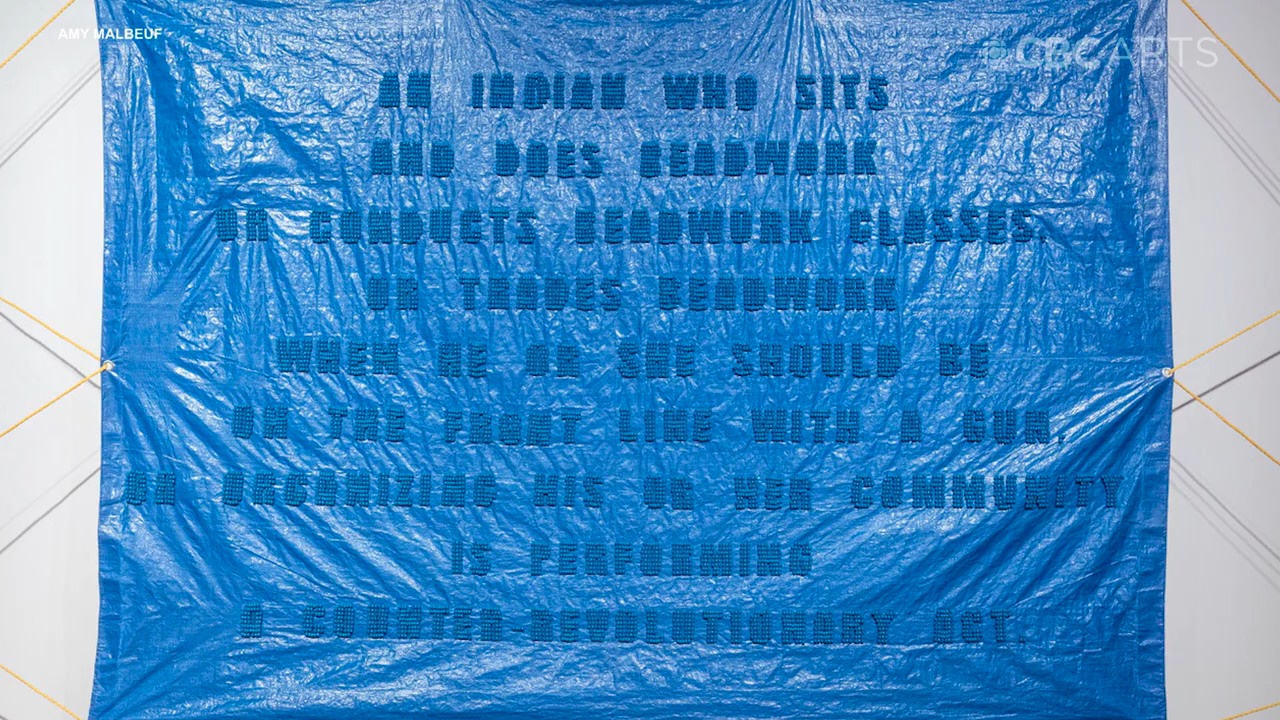 AMY MALBEUF
CBC ARTS
AN INDIAN WHO SITS
AND DOES BEADWORK
OR CONDUCTS BEADWORK CLASSES,
OR TRADES BEADWORK
WHEN HE OR SHE SHOULD BE
ON THE FRONT LINE WITH A GUN,
OR ORGANIZING HIS OR HER COMMUNITY
IS PERFORMING
A COUNTER-REVOLUTIONARY ACT.